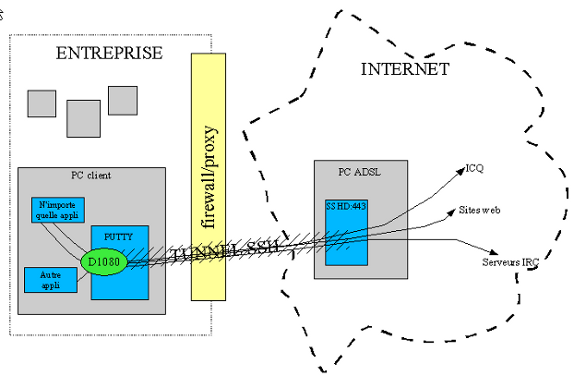 ENTREPRISE
INTERNET
firewall/proxy
PC client
N'importe
quelle appli
PUTTY
D1080
Autre
appli
TUNNEL SSH
PC ADSL
SSHD:443
ICQ
Sites web
Serveurs IRC